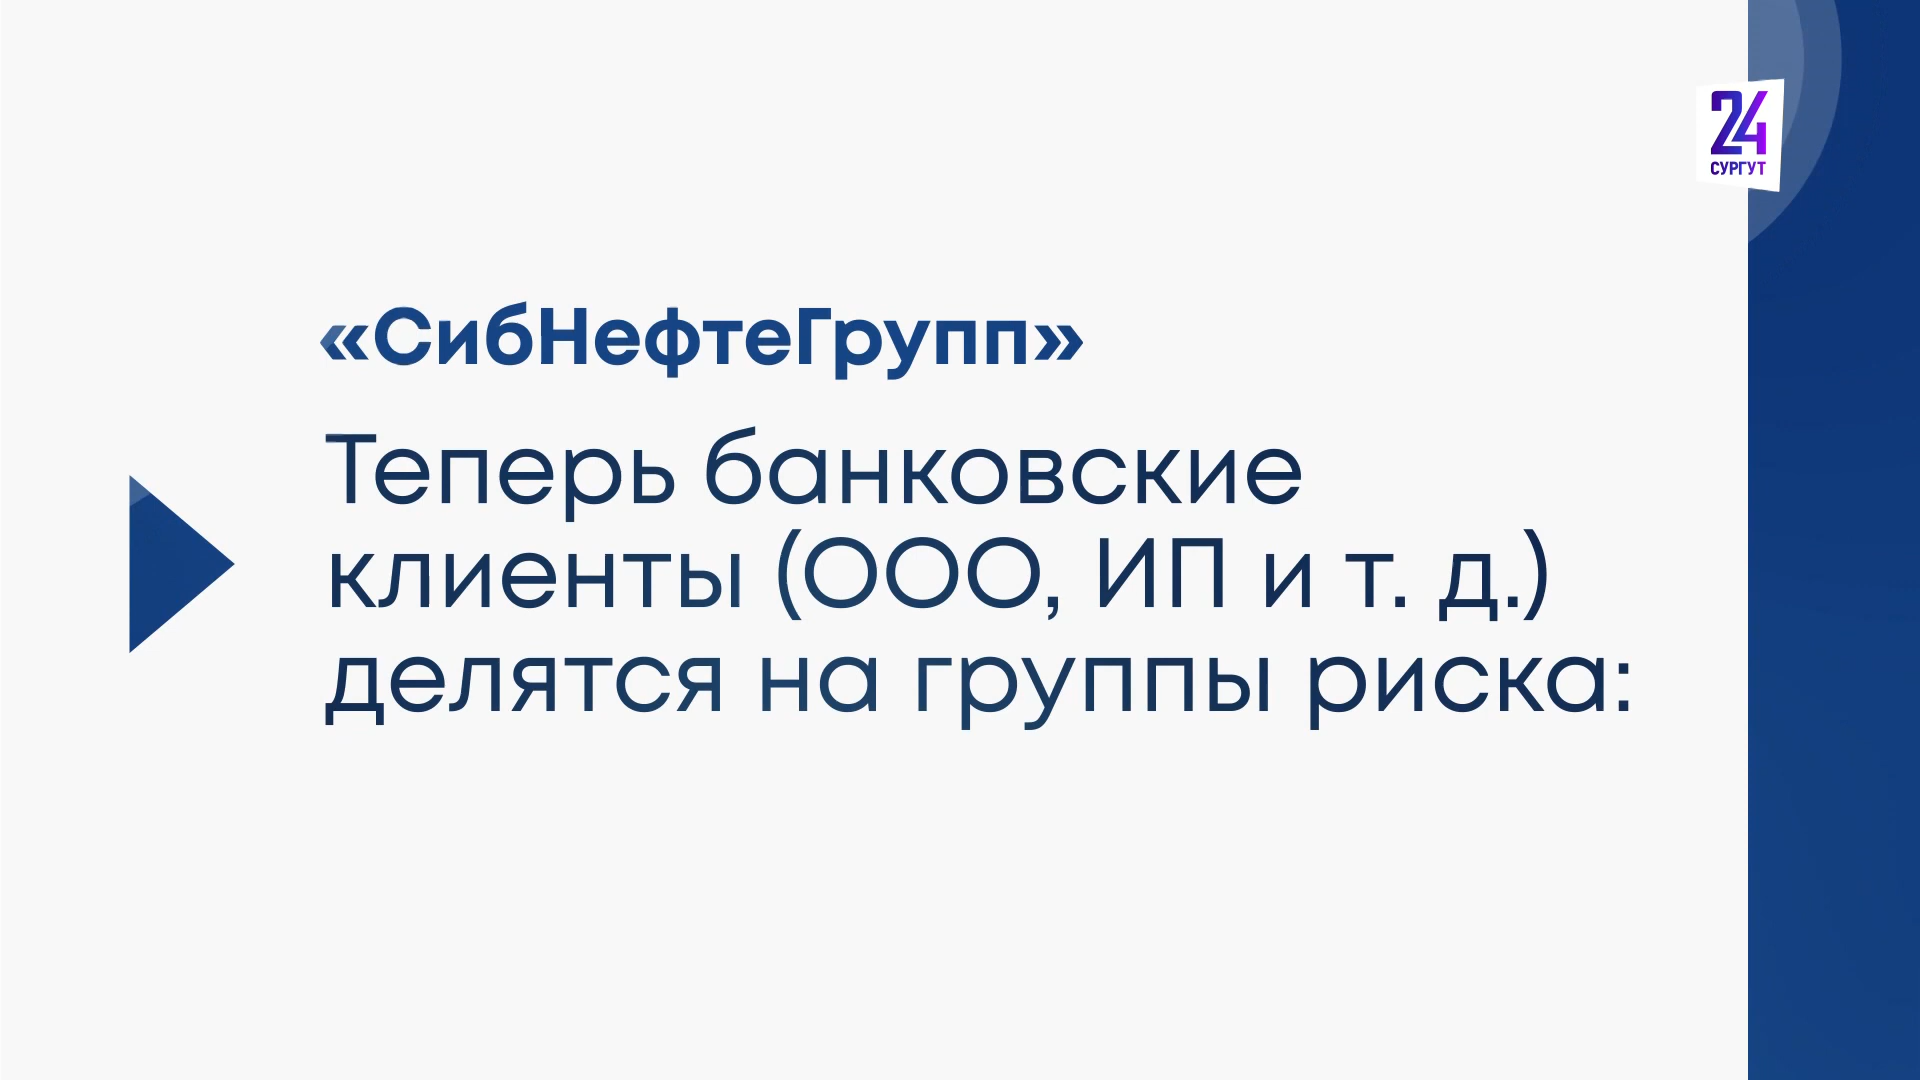 24
СУРГУТ
«СибНефтеГрупп»
Теперь банковские
клиенты (ООО, ИП и т. д.)
делятся на группы риска: